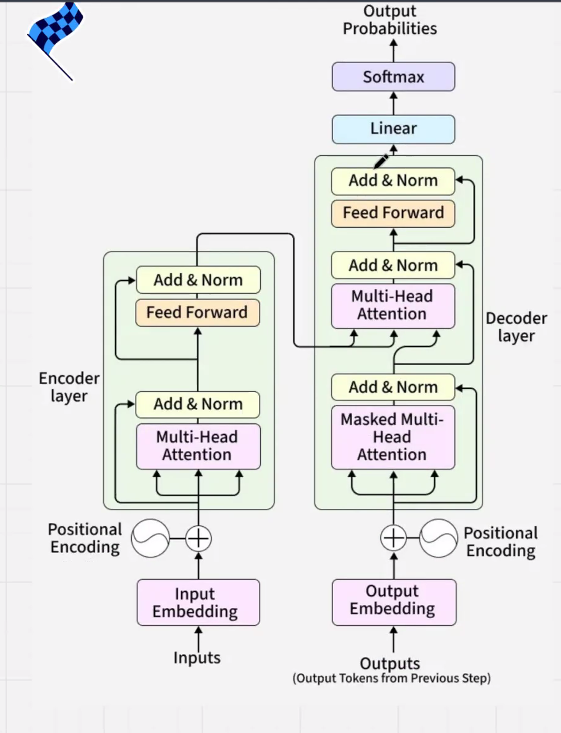 Output
Probabilities
Softmax
Linear
Add & Norm
Feed Forward
Add & Norm
Multi-Head
Attention
Decoder
layer
Add & Norm
Masked Multi-
Head
Attention
Positional
Encoding
Output
Embedding
Outputs
(Output Tokens from Previous Step)
Add & Norm
Feed Forward
Encoder
layer
Add & Norm
Multi-Head
Attention
Positional
Encoding
Input
Embedding
Inputs